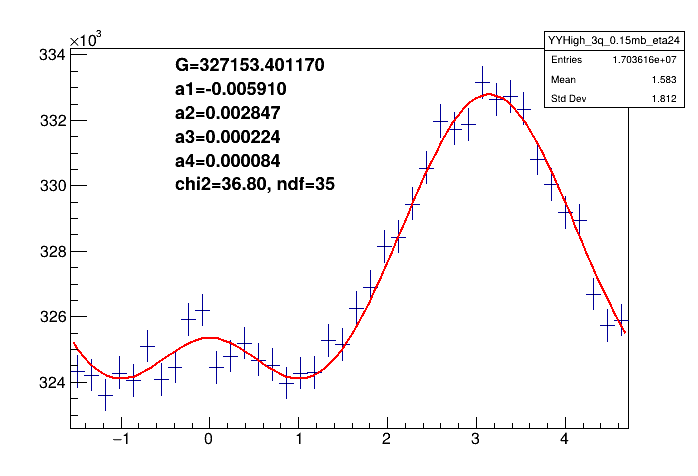 ×10³
YYHigh_3q_0.15mb_eta24
Entries 1.703616e+07
Mean 1.583
Std Dev 1.812
G=327153.401170
a1=-0.005910
a2=0.002847
a3=0.000224
a4=0.000084
chi2=36.80, ndf=35
334
332
330
328
326
324
−1 0 1 2 3 4